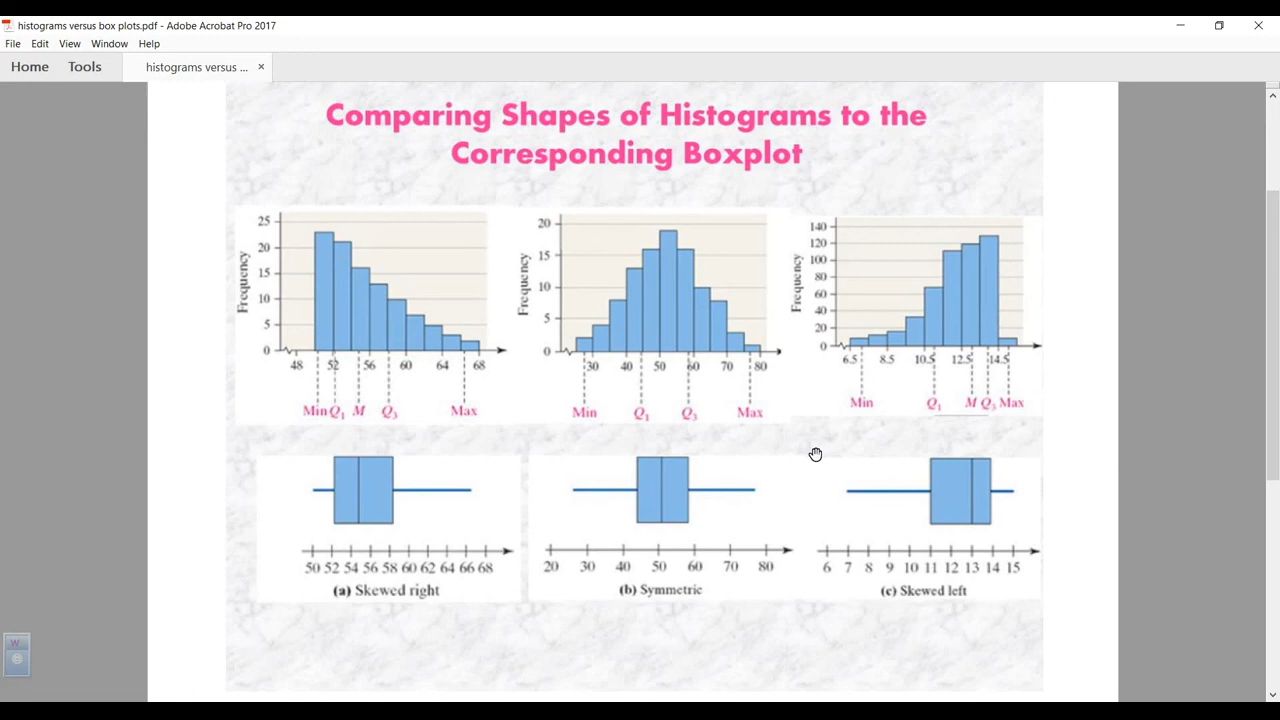 histograms versus box plots.pdf - Adobe Acrobat Pro 2017
File Edit View Window Help
Home Tools histograms versus ... ×
Comparing Shapes of Histograms to the
Corresponding Boxplot
Frequency
25
20
15
10
5
0
48 52 56 60 64 68
Min Q1 M Q3 Max
Frequency
20
15
10
5
0
30 40 50 60 70 80
Min Q1 Q3 Max
Frequency
140
120
100
80
60
40
20
0
6.5 8.5 10.5 12.5 14.5
Min Q1 M Q3 Max
50 52 54 56 58 60 62 64 66 68
(a) Skewed right
20 30 40 50 60 70 80
(b) Symmetric
6 7 8 9 10 11 12 13 14 15
(c) Skewed left
W